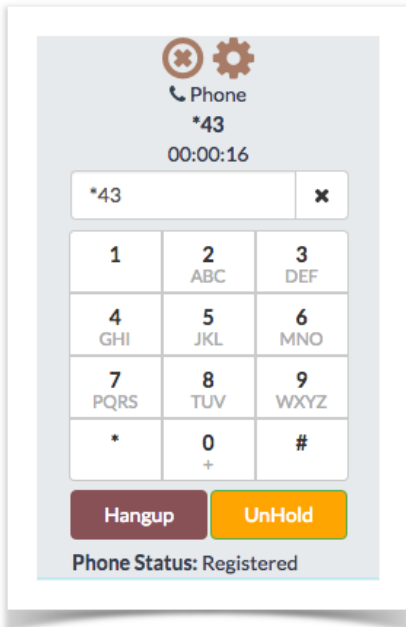 Phone
*43
00:00:16
*43
1 2 3
ABC DEF
4 5 6
GHI JKL MNO
7 8 9
PQRS TUV WXYZ
* 0 #
+
Hangup UnHold
Phone Status: Registered